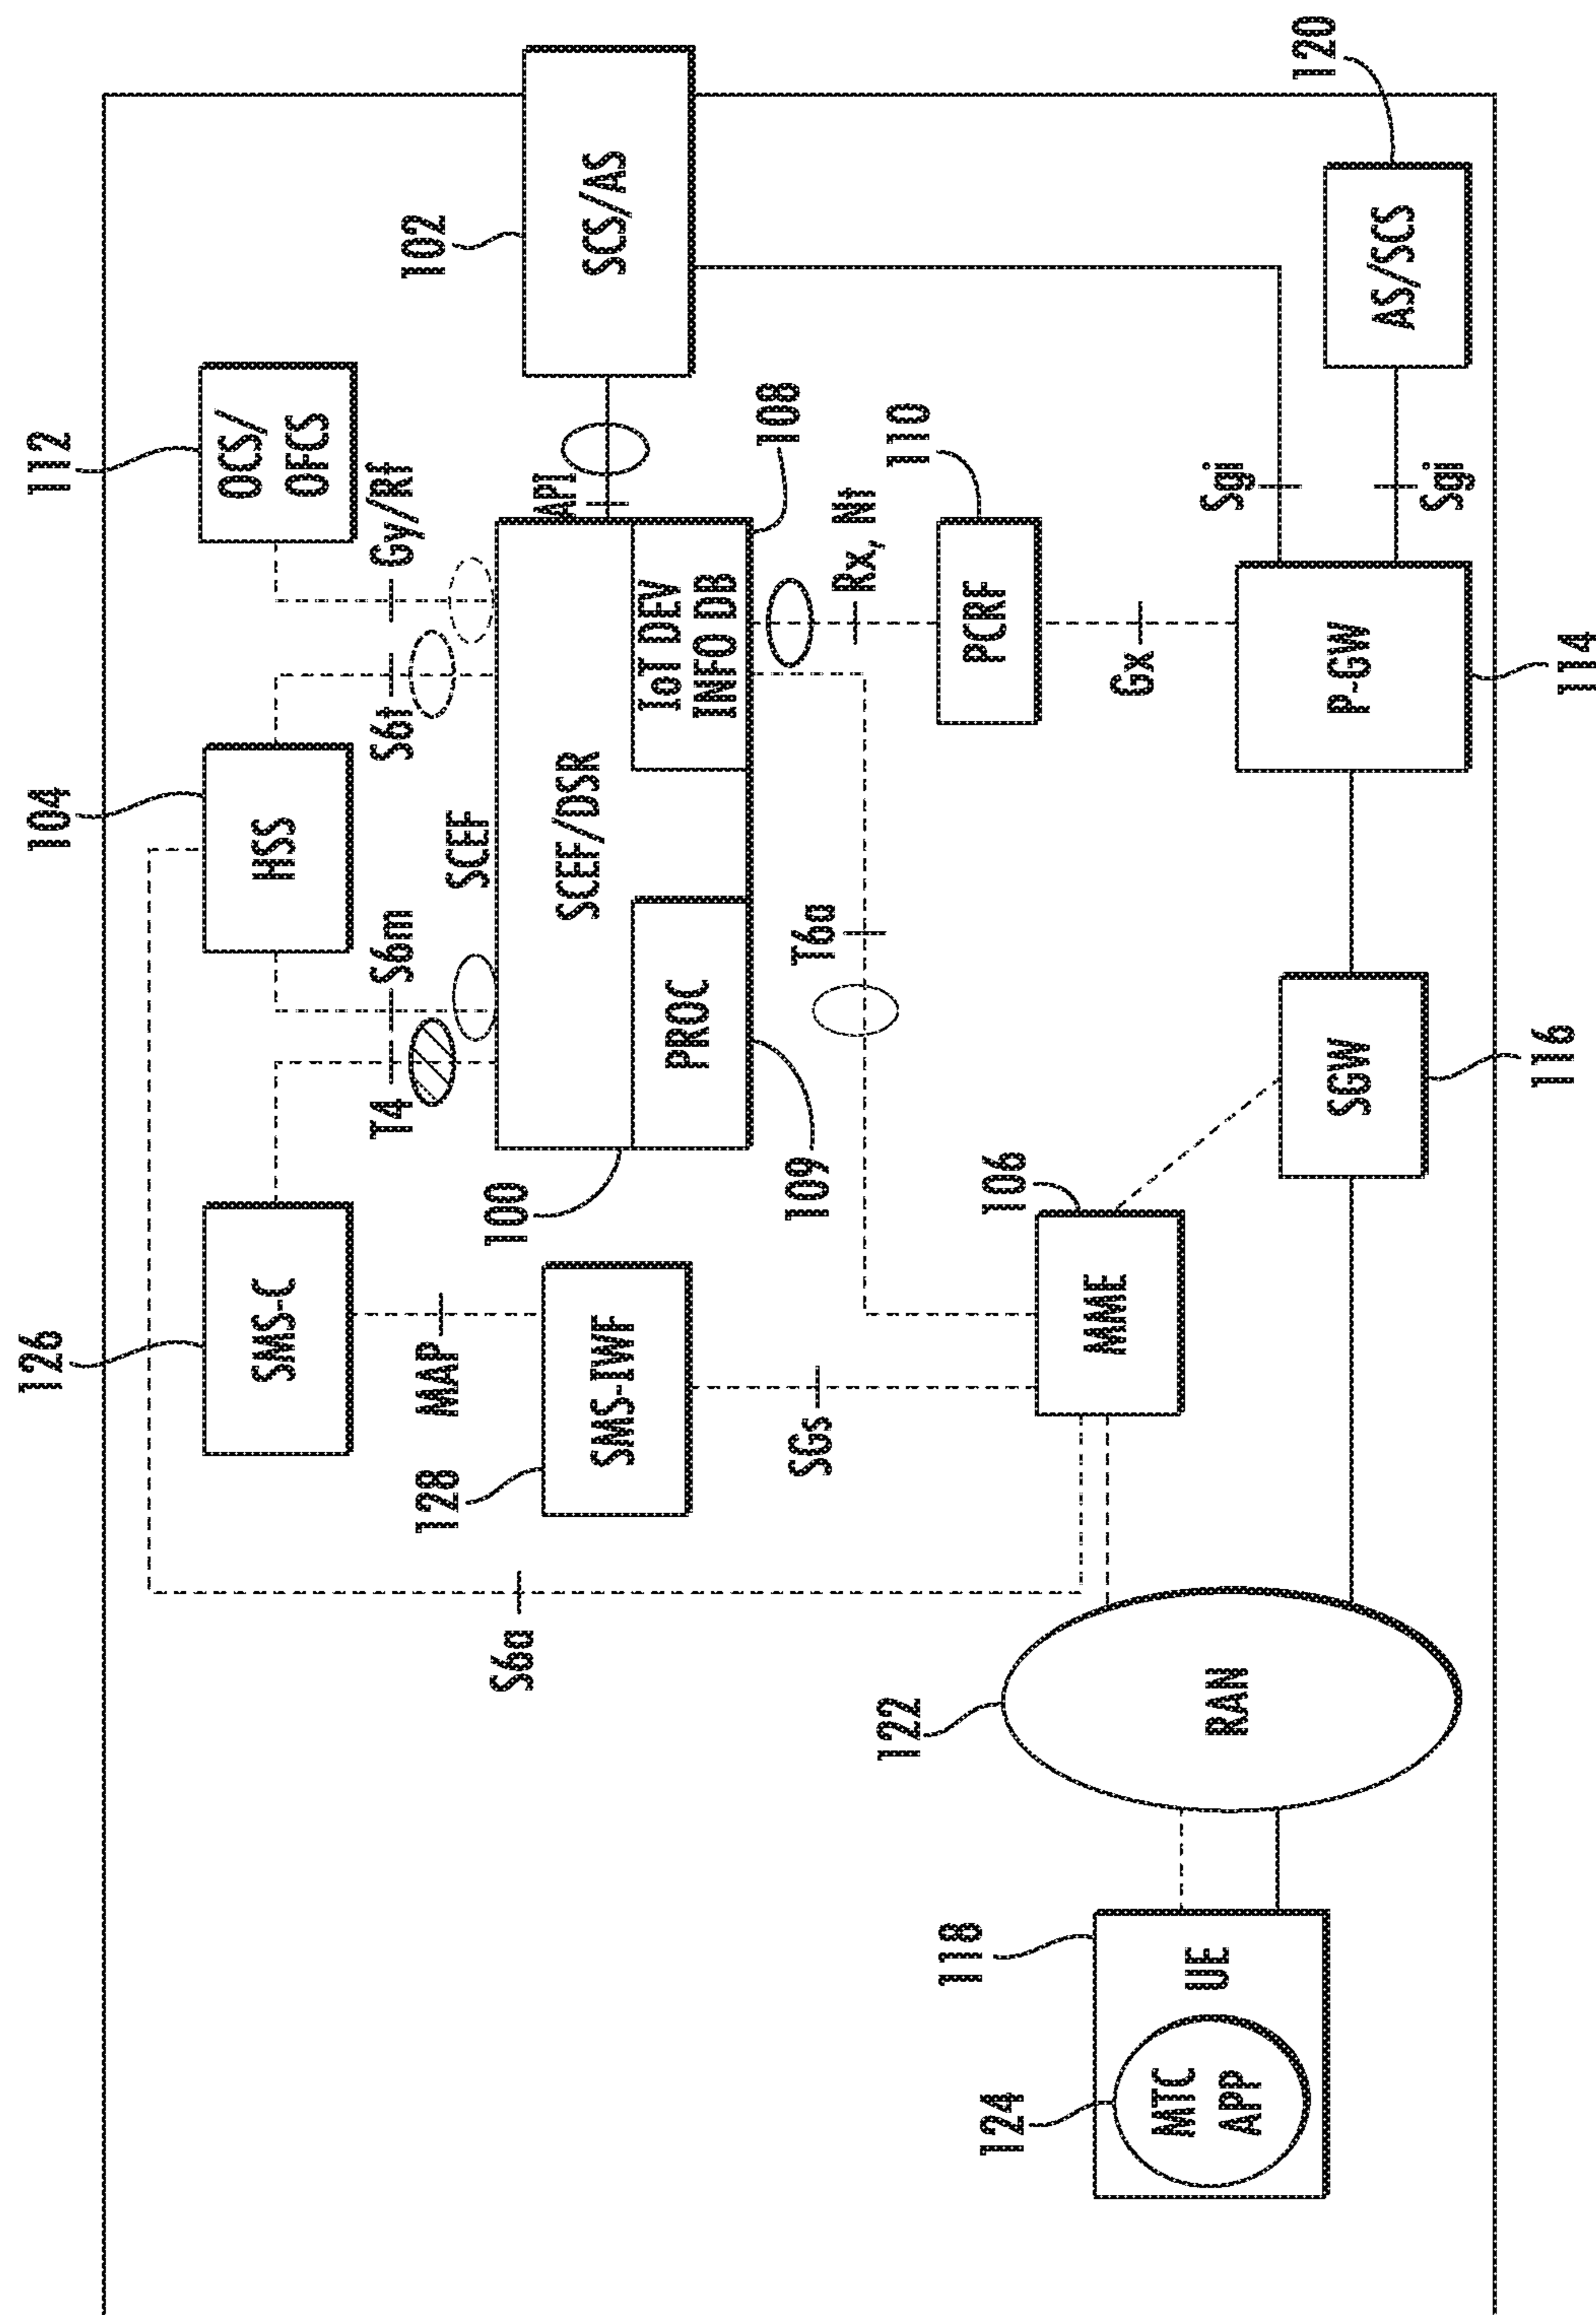 126
104
112
SMS-C
HSS
OCS/
OFCS
T4
S6m
S6t
Gy/Rf
128
MAP
102
SCEF
S6a
100
API
SCEF/DSR
SCS/AS
SMS-IWF
PROC
IoT DEV
INFO DB
109
108
SGs
T6a
Rx, Nt
122
110
118
PCRF
124
106
MME
Gx
MTC
APP
UE
RAN
Sgi
120
SGW
P-GW
AS/SCS
Sgi
116
114